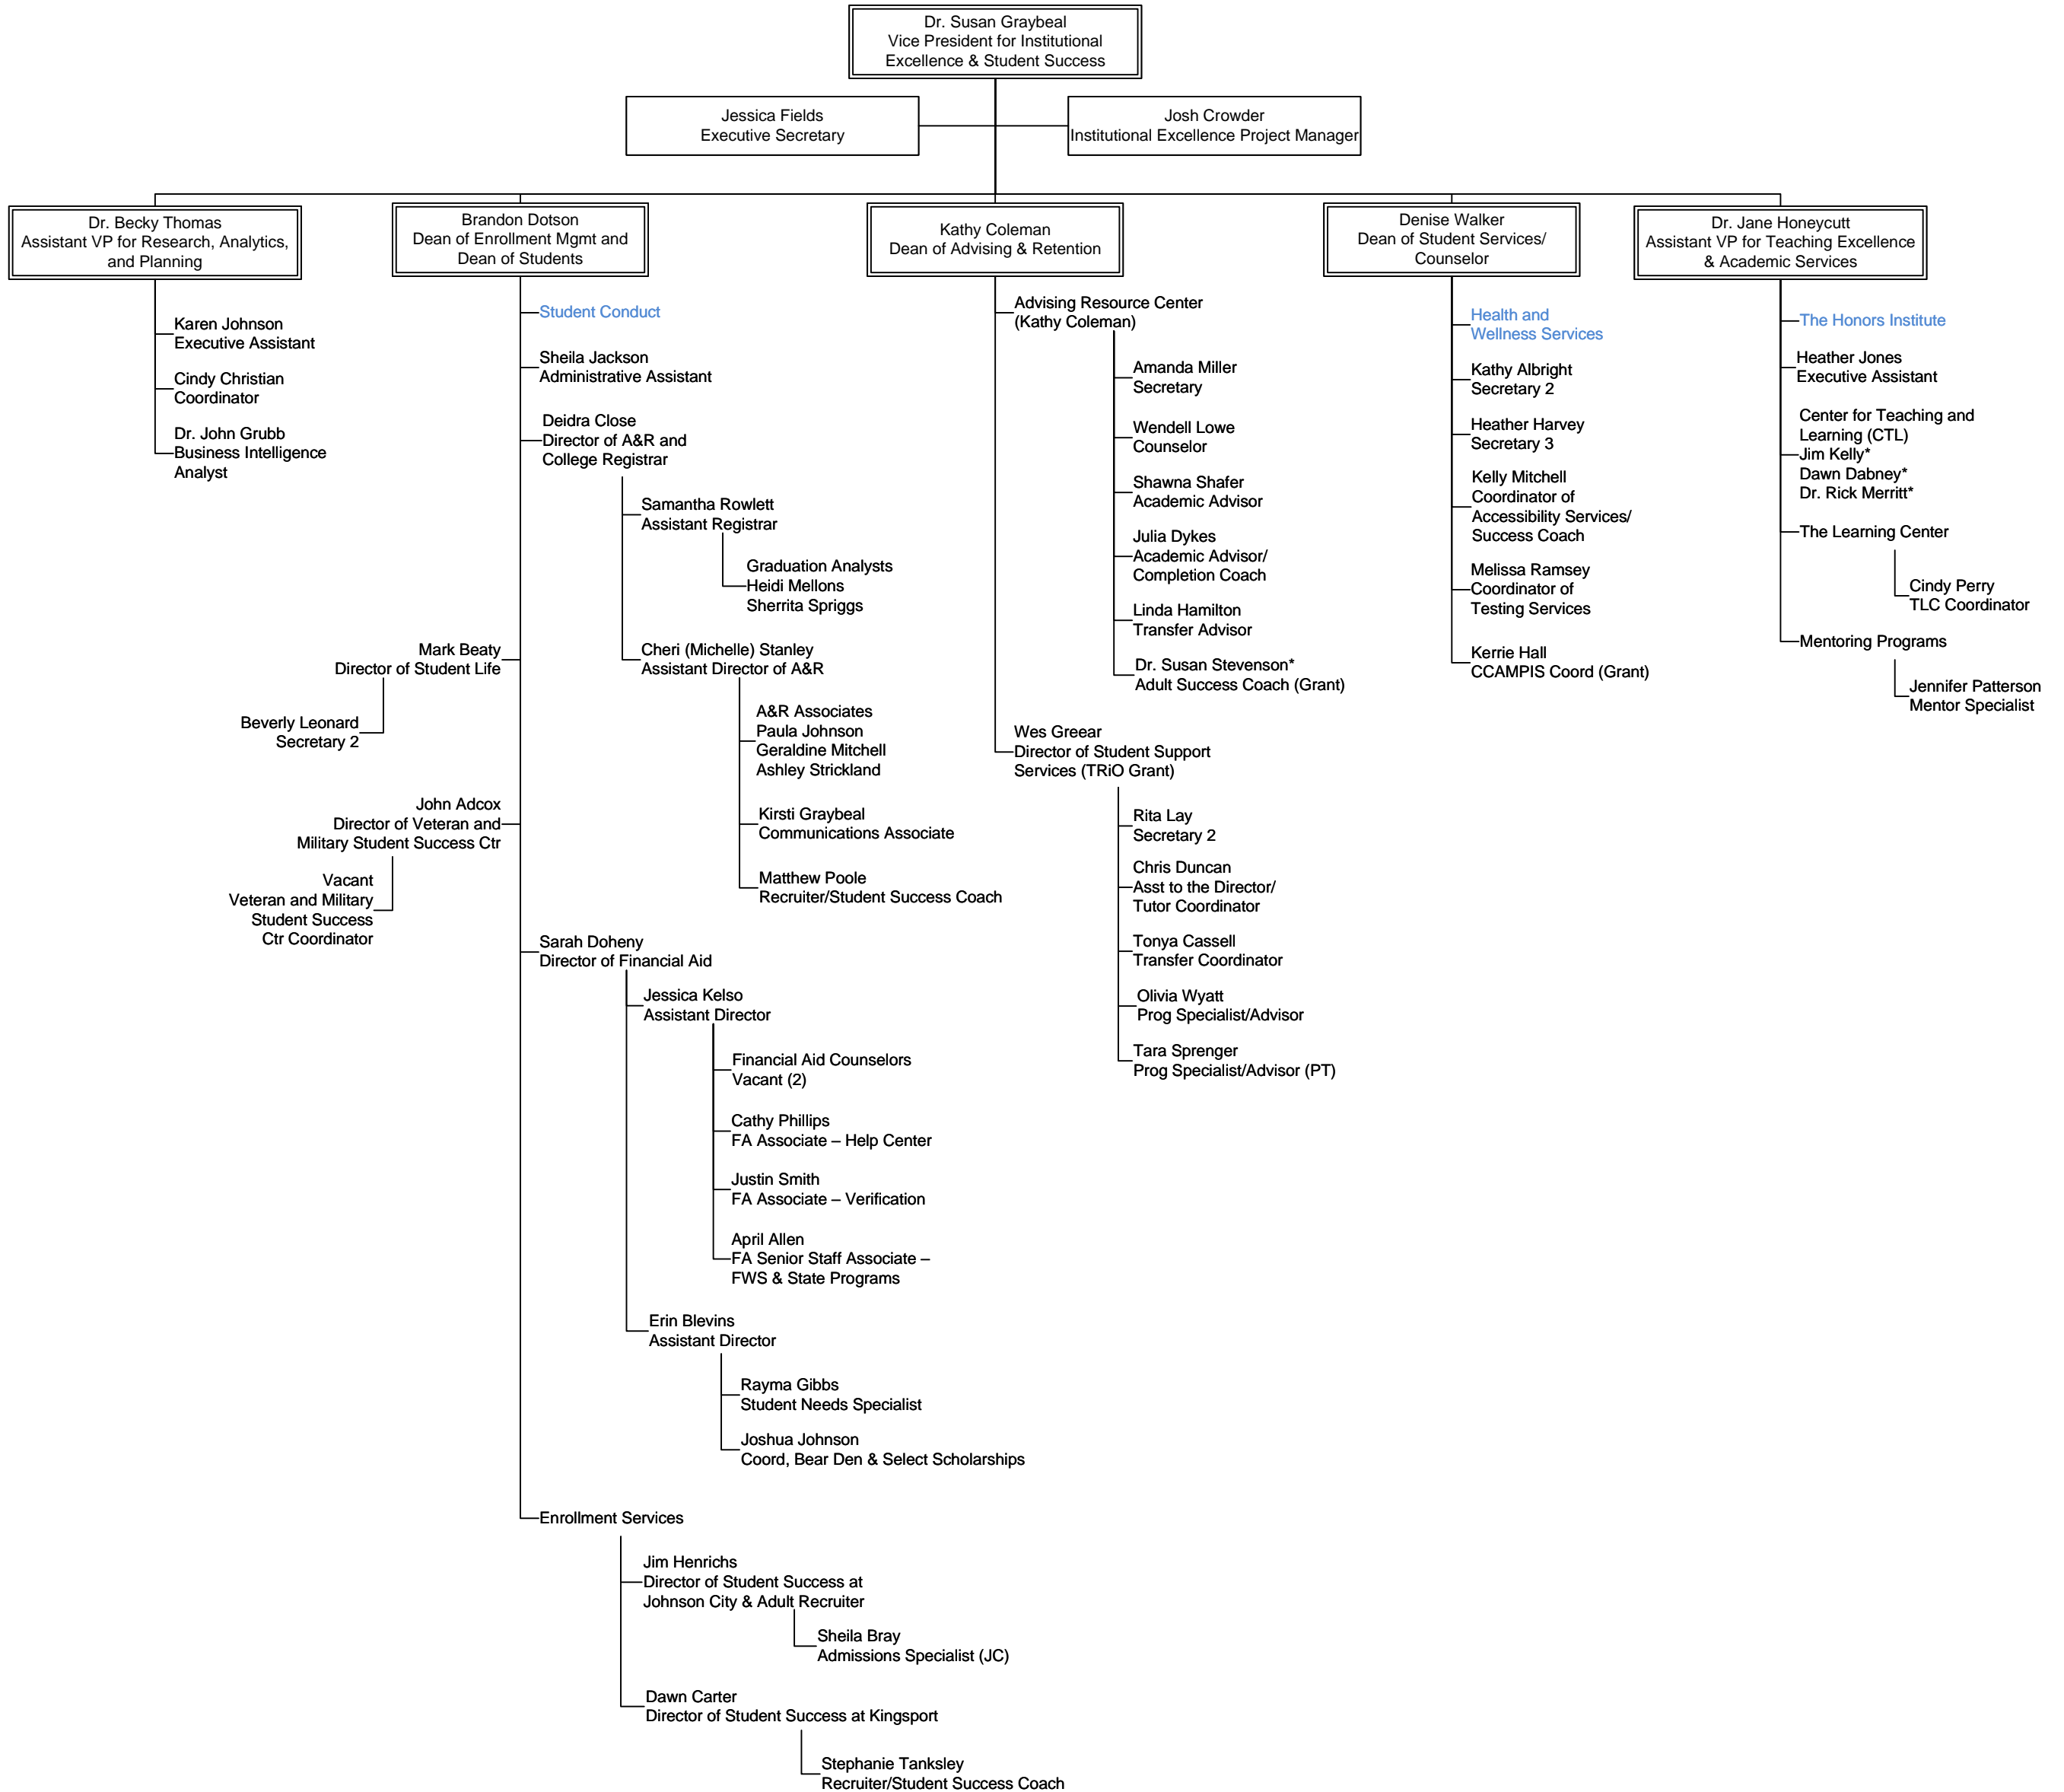 Dr. Susan Graybeal
Vice President for Institutional
Excellence & Student Success
Jessica Fields
Executive Secretary
Josh Crowder
Institutional Excellence Project Manager
Dr. Becky Thomas
Assistant VP for Research, Analytics,
and Planning
Karen Johnson
Executive Assistant
Cindy Christian
Coordinator
Dr. John Grubb
Business Intelligence
Analyst
Brandon Dotson
Dean of Enrollment Mgmt and
Dean of Students
Student Conduct
Sheila Jackson
Administrative Assistant
Deidra Close
Director of A&R and
College Registrar
Samantha Rowlett
Assistant Registrar
Graduation Analysts
Heidi Mellons
Sherrita Spriggs
Cheri (Michelle) Stanley
Assistant Director of A&R
A&R Associates
Paula Johnson
Geraldine Mitchell
Ashley Strickland
Kirsti Graybeal
Communications Associate
Matthew Poole
Recruiter/Student Success Coach
Mark Beaty
Director of Student Life
Beverly Leonard
Secretary 2
John Adcox
Director of Veteran and
Military Student Success Ctr
Vacant
Veteran and Military
Student Success
Ctr Coordinator
Sarah Doheny
Director of Financial Aid
Jessica Kelso
Assistant Director
Financial Aid Counselors
Vacant (2)
Cathy Phillips
FA Associate – Help Center
Justin Smith
FA Associate – Verification
April Allen
FA Senior Staff Associate –
FWS & State Programs
Erin Blevins
Assistant Director
Rayma Gibbs
Student Needs Specialist
Joshua Johnson
Coord, Bear Den & Select Scholarships
Enrollment Services
Jim Henrichs
Director of Student Success at
Johnson City & Adult Recruiter
Sheila Bray
Admissions Specialist (JC)
Dawn Carter
Director of Student Success at Kingsport
Stephanie Tanksley
Recruiter/Student Success Coach
Kathy Coleman
Dean of Advising & Retention
Advising Resource Center
(Kathy Coleman)
Amanda Miller
Secretary
Wendell Lowe
Counselor
Shawna Shafer
Academic Advisor
Julia Dykes
Academic Advisor/
Completion Coach
Linda Hamilton
Transfer Advisor
Dr. Susan Stevenson*
Adult Success Coach (Grant)
Wes Greear
Director of Student Support
Services (TRiO Grant)
Rita Lay
Secretary 2
Chris Duncan
Asst to the Director/
Tutor Coordinator
Tonya Cassell
Transfer Coordinator
Olivia Wyatt
Prog Specialist/Advisor
Tara Sprenger
Prog Specialist/Advisor (PT)
Denise Walker
Dean of Student Services/
Counselor
Health and
Wellness Services
Kathy Albright
Secretary 2
Heather Harvey
Secretary 3
Kelly Mitchell
Coordinator of
Accessibility Services/
Success Coach
Melissa Ramsey
Coordinator of
Testing Services
Kerrie Hall
CCAMPIS Coord (Grant)
Dr. Jane Honeycutt
Assistant VP for Teaching Excellence
& Academic Services
The Honors Institute
Heather Jones
Executive Assistant
Center for Teaching and
Learning (CTL)
Jim Kelly*
Dawn Dabney*
Dr. Rick Merritt*
The Learning Center
Cindy Perry
TLC Coordinator
Mentoring Programs
Jennifer Patterson
Mentor Specialist